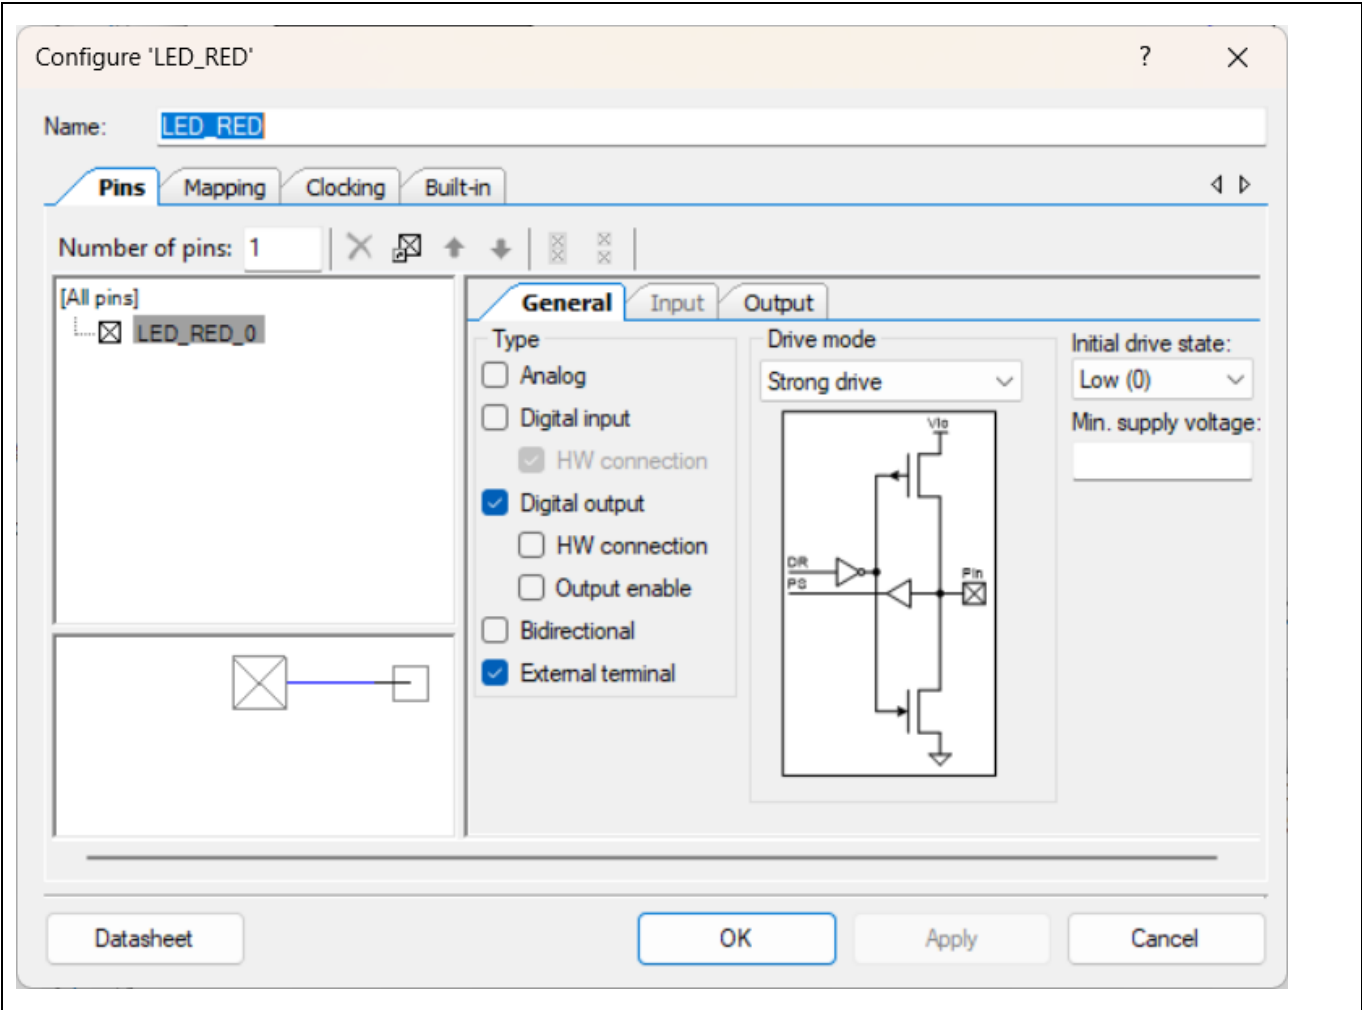 Configure 'LED_RED' ?
Name: LED_RED
Pins Mapping Clocking Built-in
Number of pins: 1
[All pins]
LED_RED_0
General Input Output
Type
Analog
Digital input
HW connection
Digital output
HW connection
Output enable
Bidirectional
External terminal
Drive mode
Strong drive
Vio
DR
PS
Pin
Initial drive state:
Low (0)
Min. supply voltage:
Datasheet OK Apply Cancel